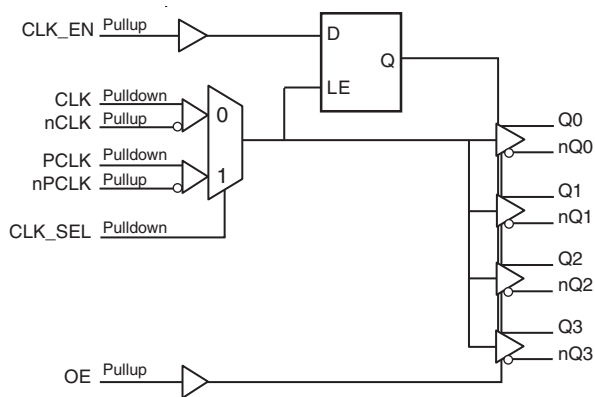 CLK_EN Pullup
D
Q
LE
CLK Pulldown
nCLK Pullup
0
PCLK Pulldown
nPCLK Pullup
1
CLK_SEL Pulldown
Q0
nQ0
Q1
nQ1
Q2
nQ2
Q3
nQ3
OE Pullup